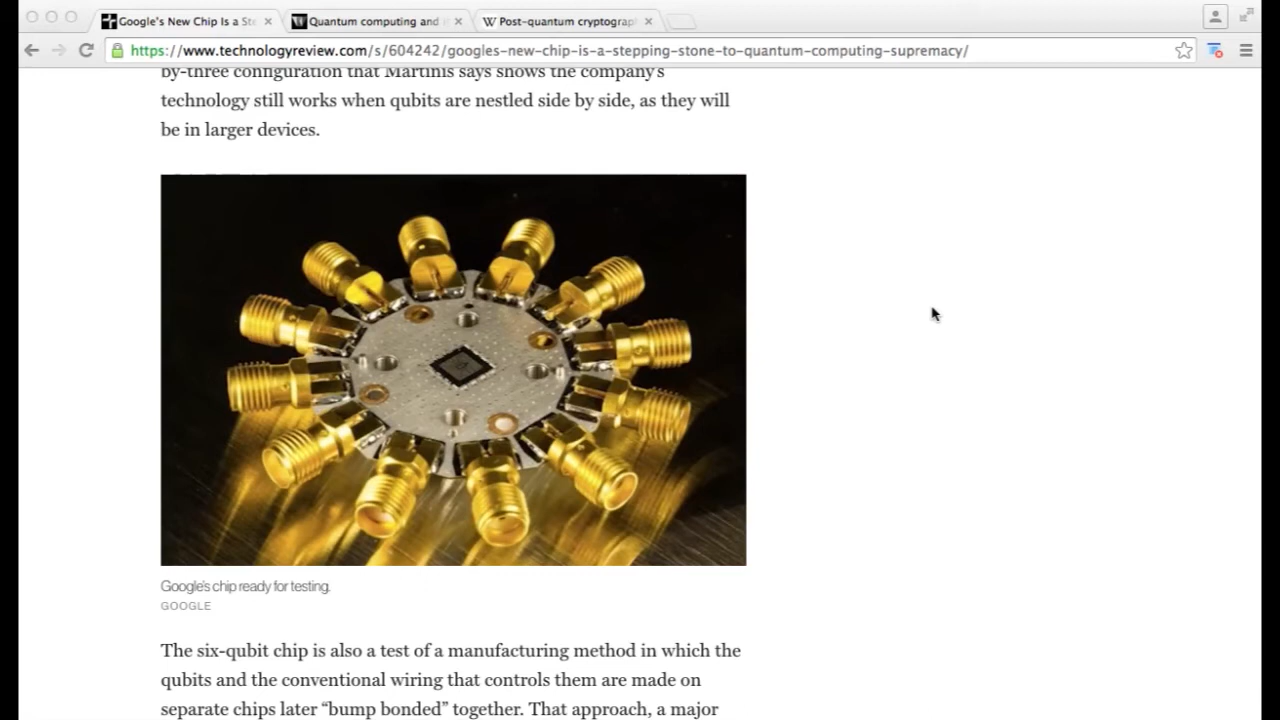 Google's New Chip Is a Ste
Quantum computing and
Post-quantum cryptograp
https://www.technologyreview.com/s/604242/googles-new-chip-is-a-stepping-stone-to-quantum-computing-supremacy/
by-three configuration that Martinis says shows the company's
technology still works when qubits are nestled side by side, as they will
be in larger devices.
Google's chip ready for testing.
GOOGLE
The six-qubit chip is also a test of a manufacturing method in which the
qubits and the conventional wiring that controls them are made on
separate chips later “bump bonded” together. That approach, a major